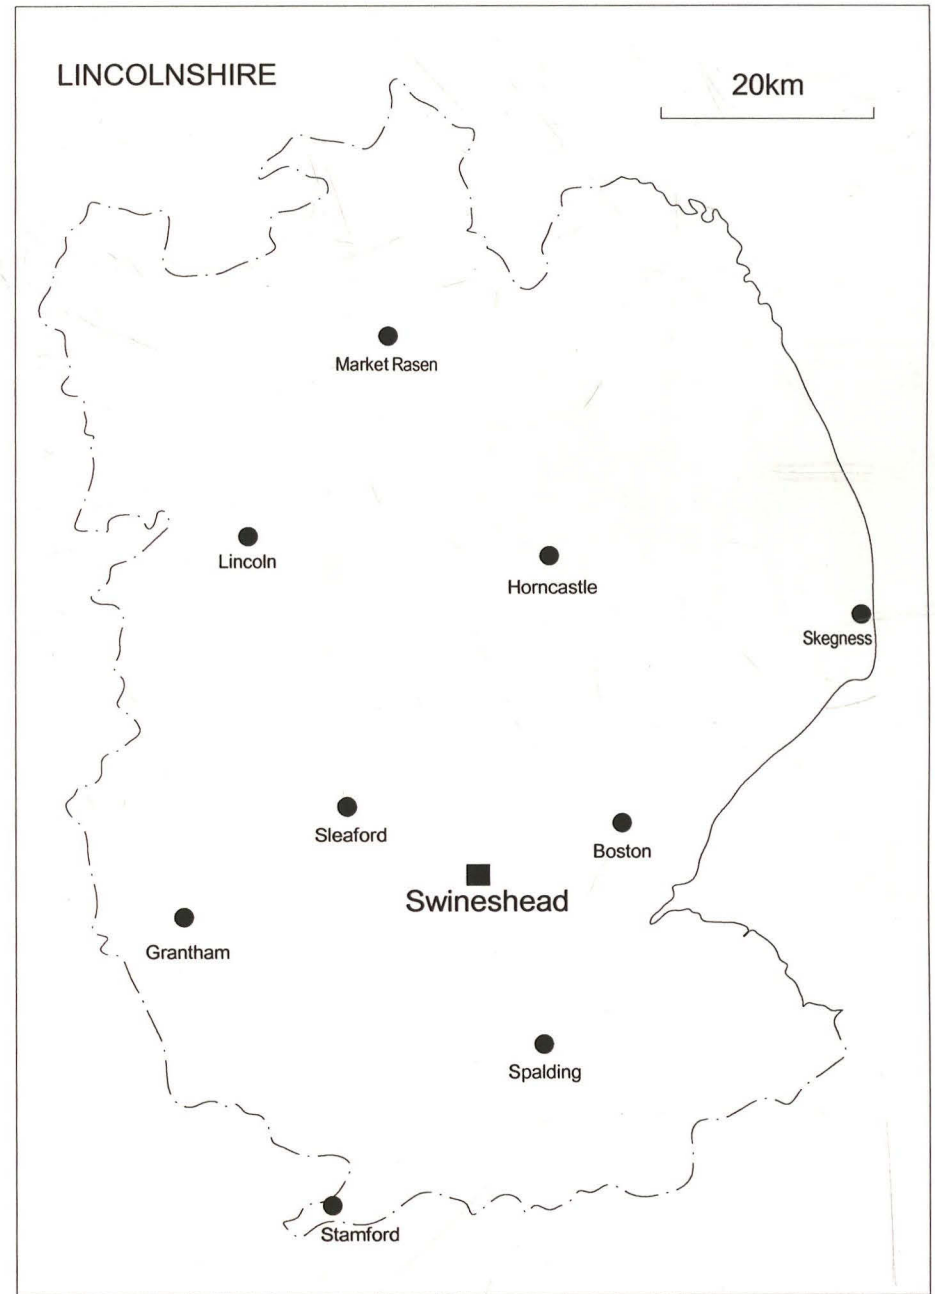 LINCOLNSHIRE
20km
Market Rasen
Lincoln
Horncastle
Skegness
Sleaford
Boston
Swineshead
Grantham
Spalding
Stamford